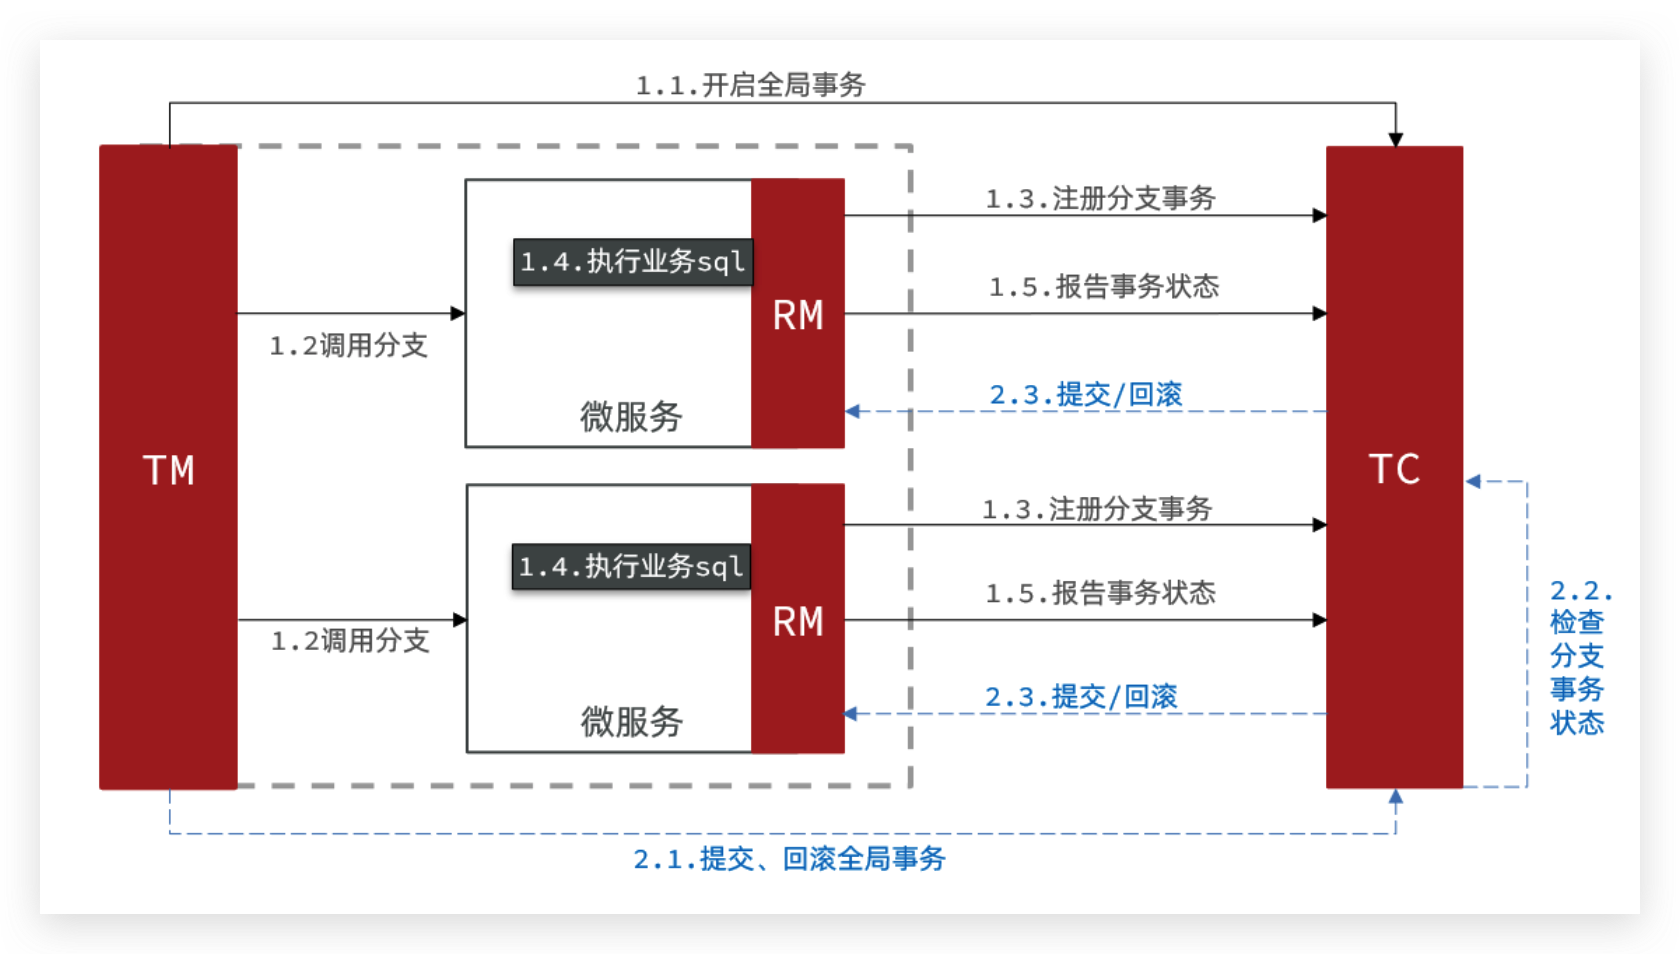 1.1.开启全局事务
1.3.注册分支事务
1.4.执行业务sql
1.5.报告事务状态
RM
1.2调用分支
2.3.提交/回滚
微服务
TM
TC
1.3.注册分支事务
1.4.执行业务sql
1.5.报告事务状态
RM
1.2调用分支
2.2.
检查
分支
事务
状态
2.3.提交/回滚
微服务
2.1.提交、回滚全局事务